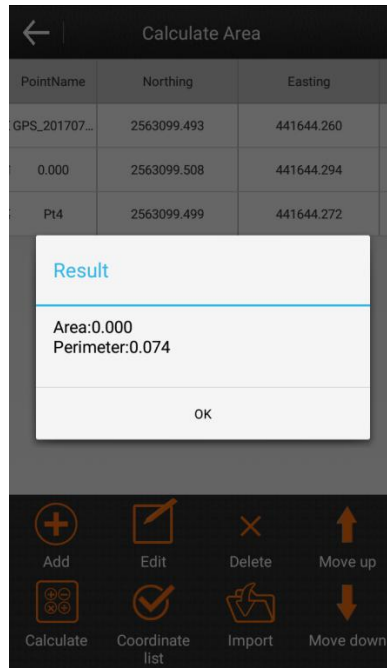 Calculate Area
PointName Northing Easting
GPS_201707... 2563099.493 441644.260
0.000 2563099.508 441644.294
Pt4 2563099.499 441644.272
Result
Area:0.000
Perimeter:0.074
OK
Add Edit Delete Move up
Calculate Coordinate list Import Move down